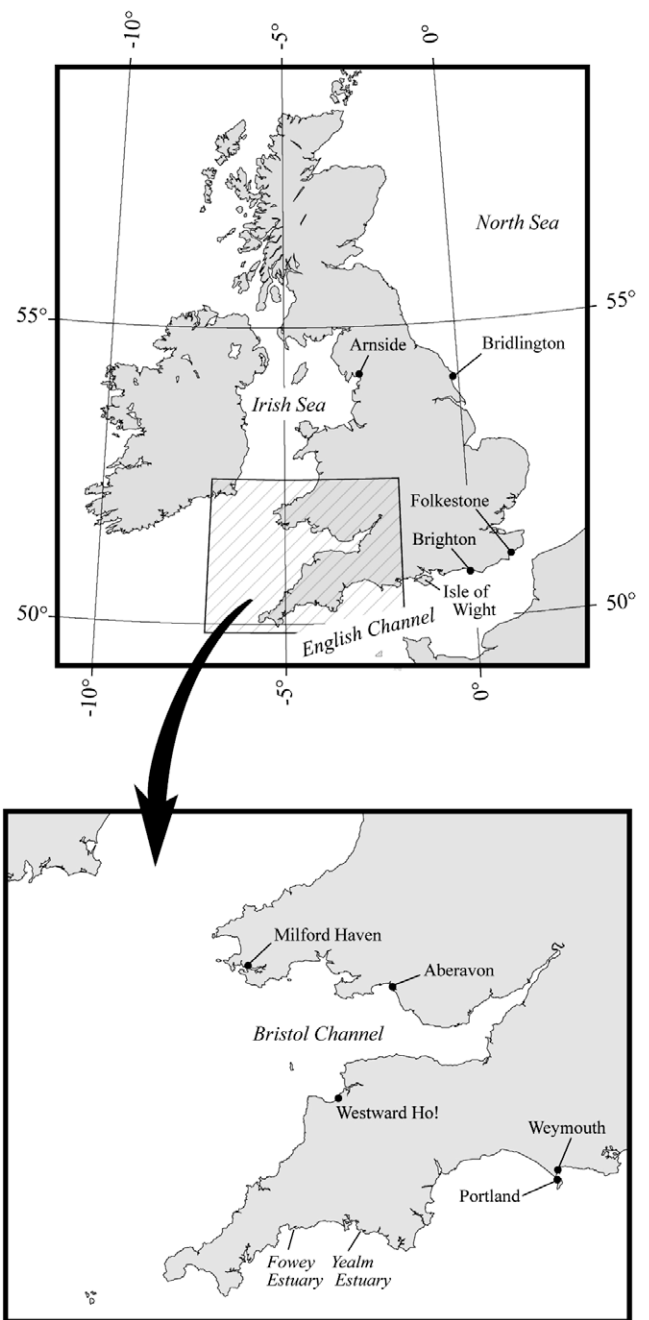 -10°
-5°
0°
North Sea
55°
55°
Arnside
Bridlington
Irish Sea
Folkestone
Brighton
Isle of
Wight
50°
50°
English Channel
-10°
-5°
0°
Milford Haven
Aberavon
Bristol Channel
Westward Ho!
Weymouth
Portland
Fowey
Estuary
Yealm
Estuary